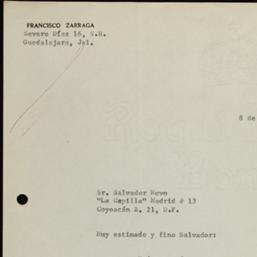 FRANCISCO ZARRAGA
Severo Díaz 16, S.H.
Guadalajara, Jal.
8 de
Sr. Salvador Novo
"La Capilla" Madrid # 13
Coyoacán Z. 21, D.F.
Muy estimado y fino Salvador: